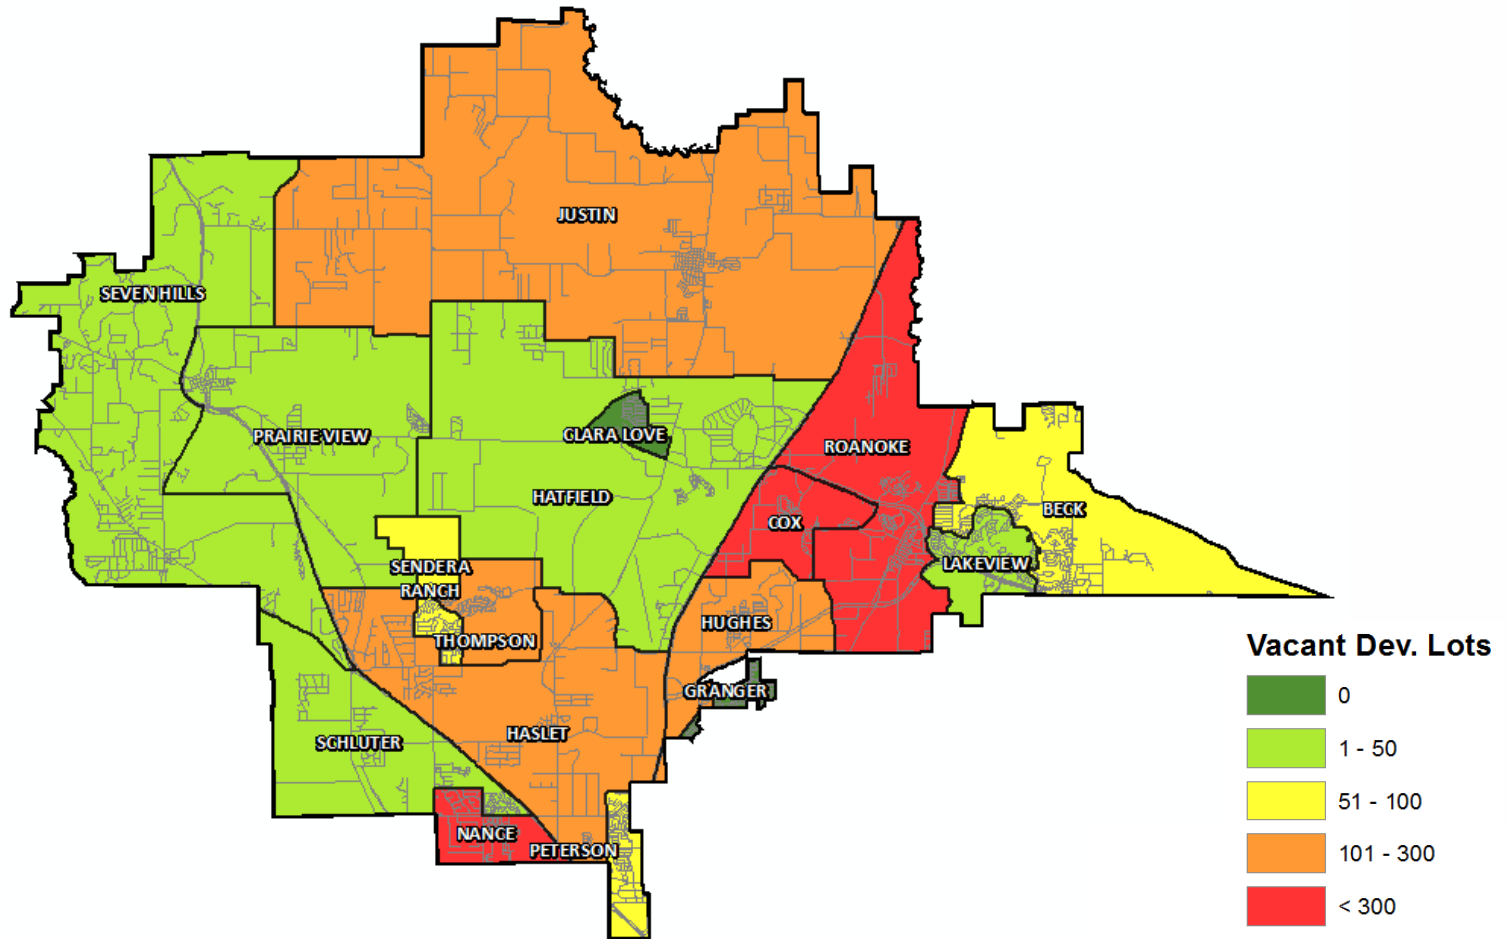 JUSTIN
SEVEN HILLS
PRAIRIE VIEW
CLARA LOVE
ROANOKE
HATFIELD
COX
BECK
SENDERA
RANCH
LAKEVIEW
THOMPSON
HUGHES
GRANGER
HASLET
SCHLUTER
NANCE
PETERSON
Vacant Dev. Lots
0
1 - 50
51 - 100
101 - 300
< 300